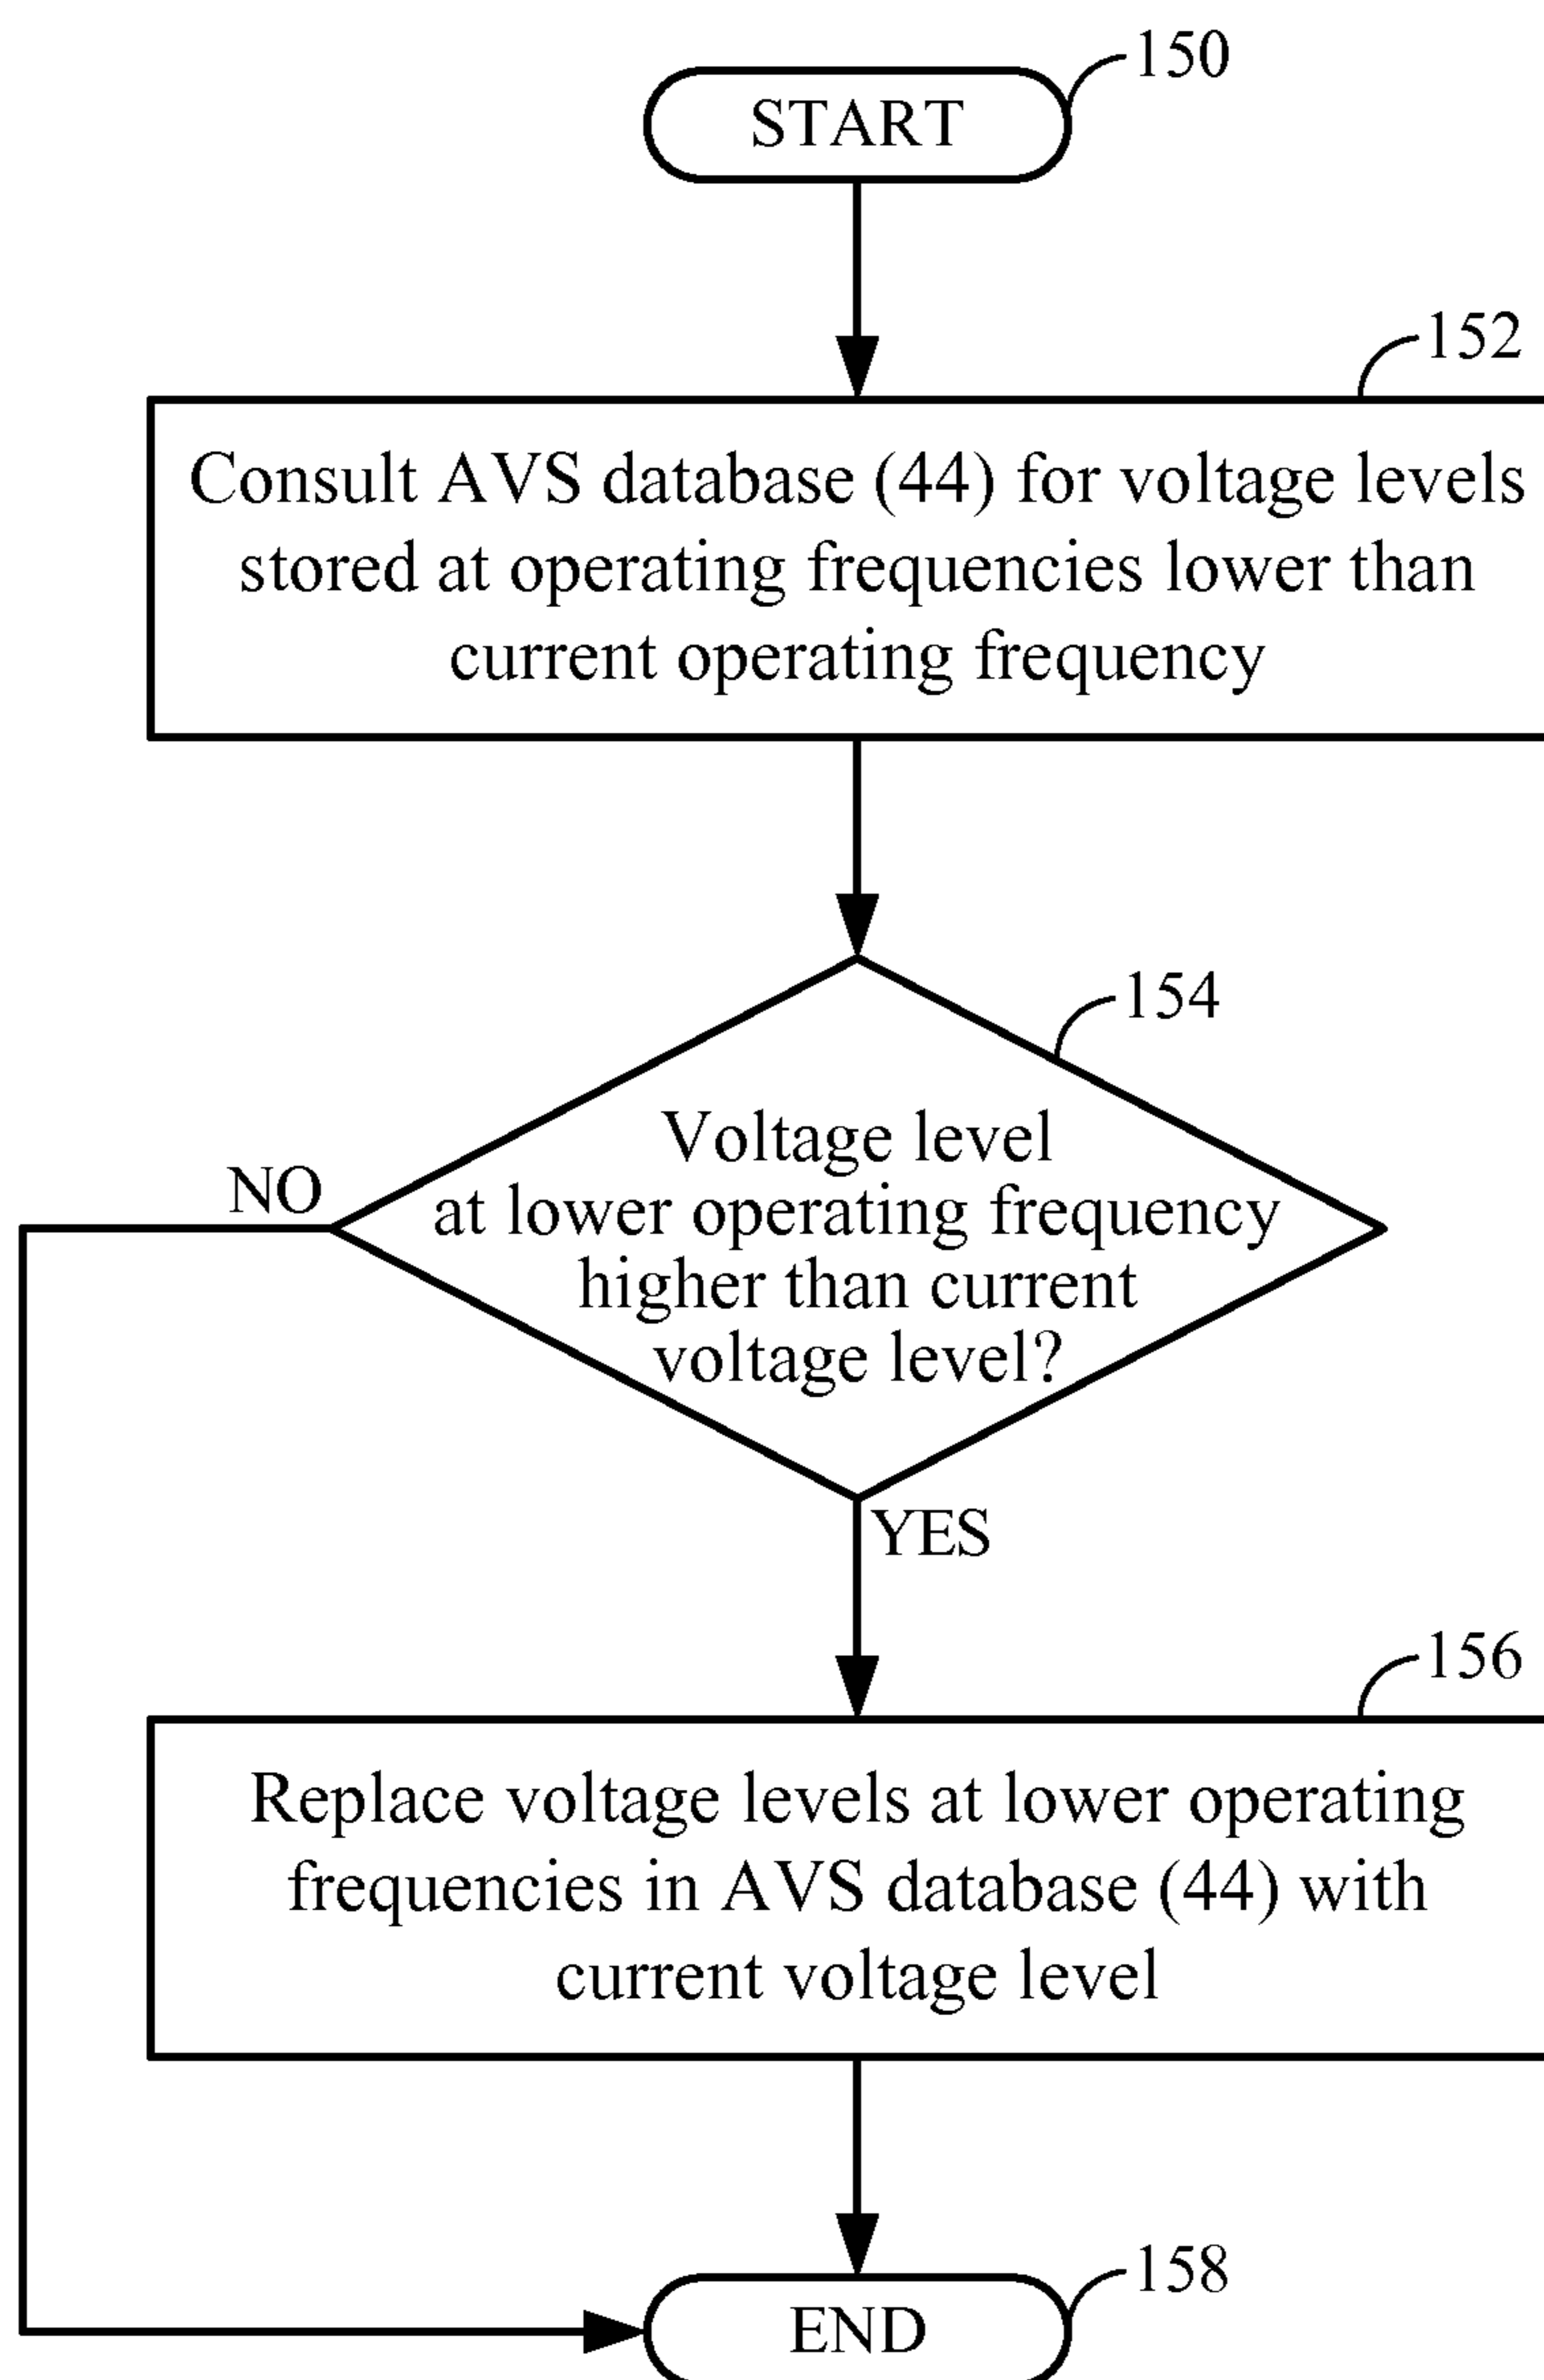 150
START
152
Consult AVS database (44) for voltage levels
stored at operating frequencies lower than
current operating frequency
154
Voltage level
at lower operating frequency
higher than current
voltage level?
NO
YES
156
Replace voltage levels at lower operating
frequencies in AVS database (44) with
current voltage level
158
END